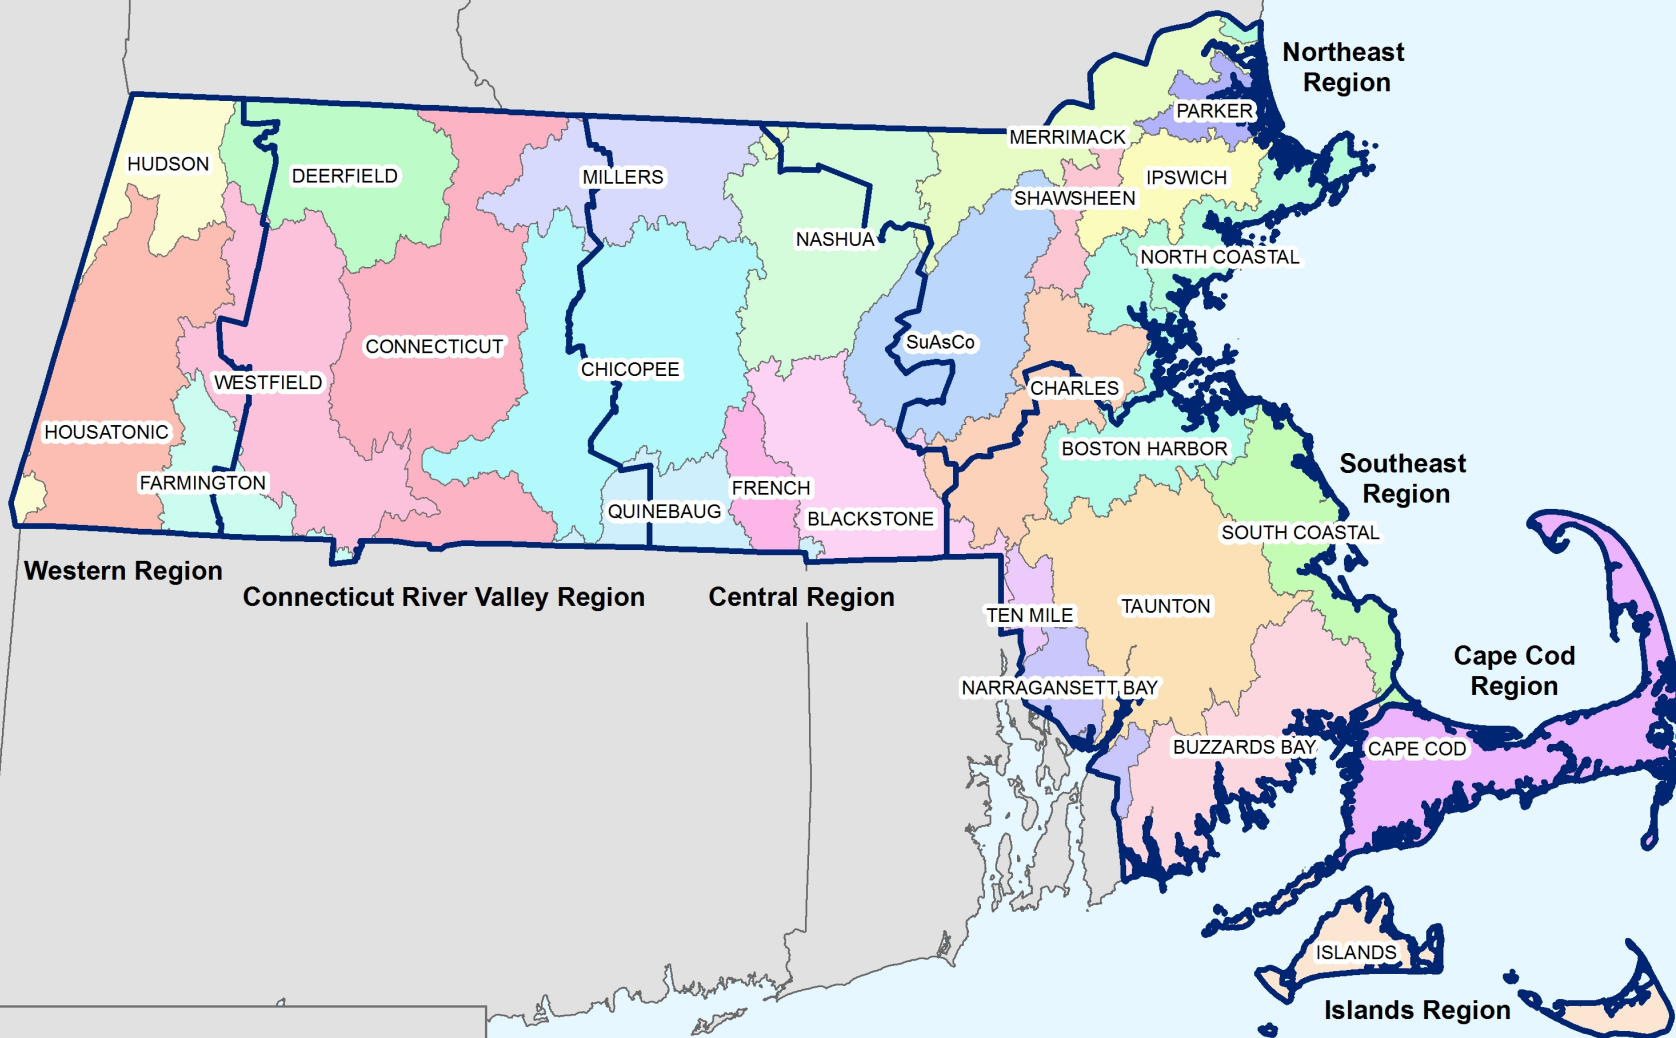 Northeast
Region
PARKER
MERRIMACK
HUDSON
DEERFIELD
MILLERS
IPSWICH
SHAWSHEEN
NASHUA
NORTH COASTAL
CONNECTICUT
SuAsCo
CHICOPEE
WESTFIELD
CHARLES
HOUSATONIC
BOSTON HARBOR
Southeast
Region
FARMINGTON
FRENCH
QUINEBAUG
BLACKSTONE
SOUTH COASTAL
Western Region
Connecticut River Valley Region
Central Region
TEN MILE
TAUNTON
Cape Cod
Region
NARRAGANSETT BAY
BUZZARDS BAY
CAPE COD
ISLANDS
Islands Region